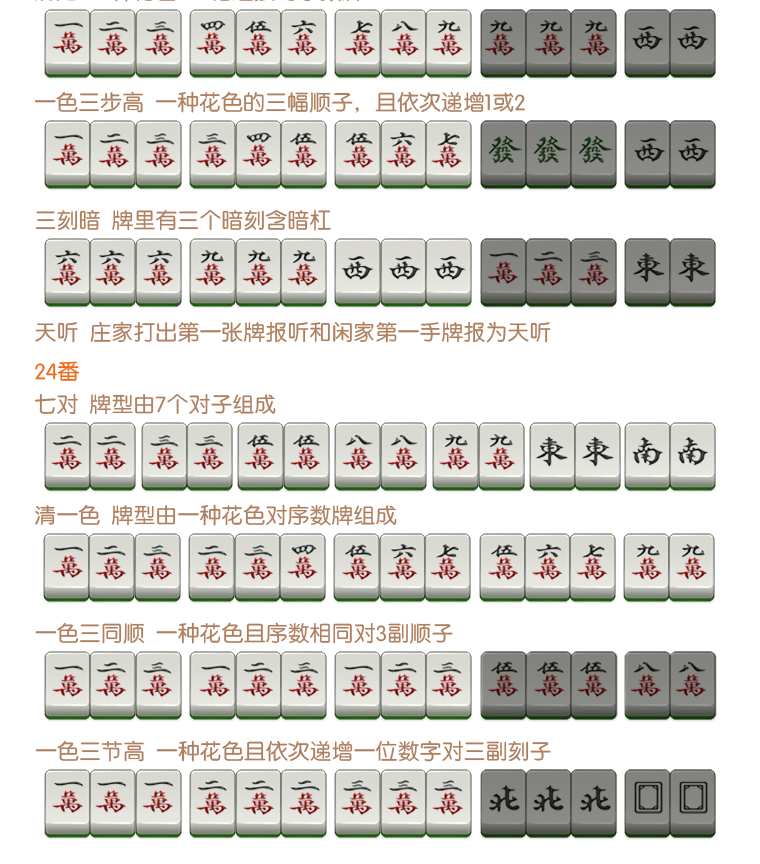 一萬 二萬 三萬 四萬 伍萬 六萬 七萬 八萬 九萬 九萬 九萬 九萬 西 西
一色三步高 一种花色的三幅顺子，且依次递增1或2
一萬 二萬 三萬 三萬 四萬 伍萬 伍萬 六萬 七萬 發 發 發 西 西
三刻暗 牌里有三个暗刻含暗杠
六萬 六萬 六萬 九萬 九萬 九萬 西 西 西 一萬 二萬 三萬 東 東
天听 庄家打出第一张牌报听和闲家第一手牌报为天听
24番
七对 牌型由7个对子组成
二萬 二萬 三萬 三萬 伍萬 伍萬 八萬 八萬 九萬 九萬 東 東 南 南
清一色 牌型由一种花色对序数牌组成
一萬 二萬 三萬 二萬 三萬 四萬 伍萬 六萬 七萬 伍萬 六萬 七萬 九萬 九萬
一色三同顺 一种花色且序数相同对3副顺子
一萬 二萬 三萬 一萬 二萬 三萬 一萬 二萬 三萬 伍萬 伍萬 伍萬 八萬 八萬
一色三节高 一种花色且依次递增一位数字对三副刻子
一萬 一萬 一萬 二萬 二萬 二萬 三萬 三萬 三萬 北 北 北